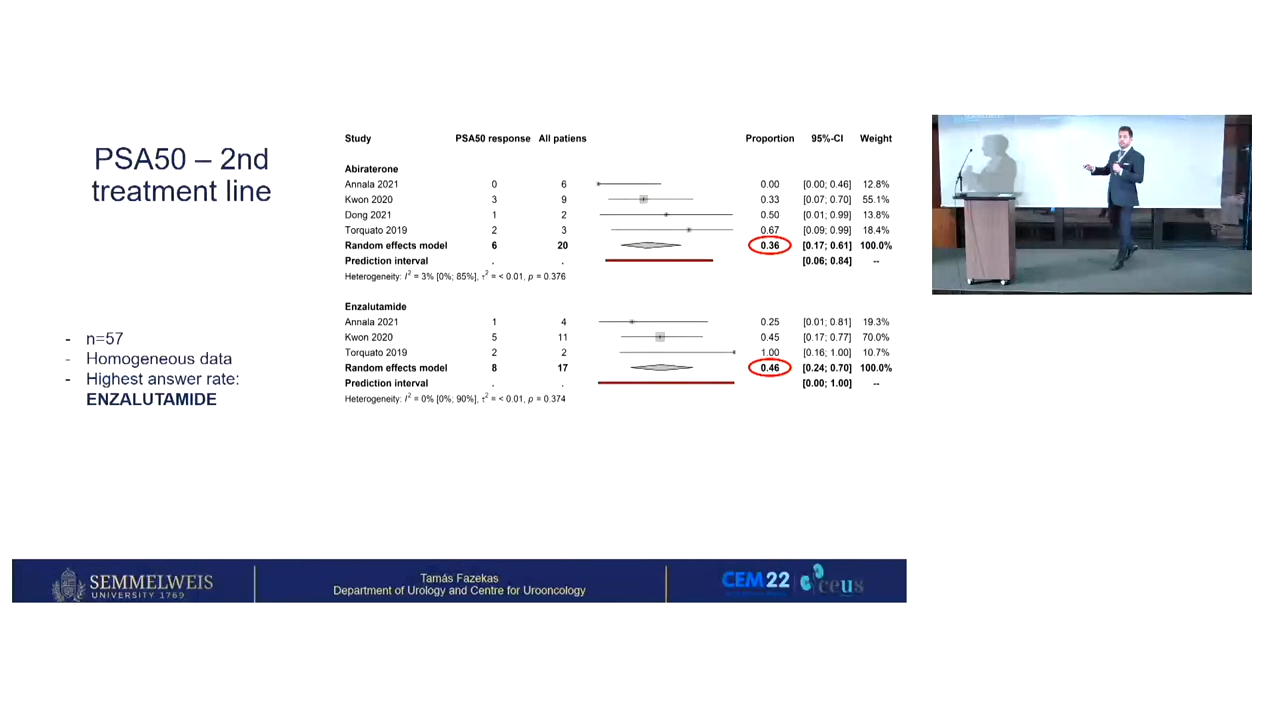 PSA50 – 2nd
treatment line
- n=57
- Homogeneous data
- Highest answer rate:
ENZALUTAMIDE
Study PSA50 response All patiens Proportion 95%-CI Weight
Abiraterone
Annala 2021 0 6 0.00 [0.00; 0.46] 12.8%
Kwon 2020 3 9 0.33 [0.07; 0.70] 55.1%
Dong 2021 1 2 0.50 [0.01; 0.99] 13.8%
Torquato 2019 2 3 0.67 [0.09; 0.99] 18.4%
Random effects model 6 20 0.36 [0.17; 0.61] 100.0%
Prediction interval . . [0.06; 0.84] --
Heterogeneity: I² = 3% [0%; 85%], τ² = < 0.01, p = 0.376
Enzalutamide
Annala 2021 1 4 0.25 [0.01; 0.81] 19.3%
Kwon 2020 5 11 0.45 [0.17; 0.77] 70.0%
Torquato 2019 2 2 1.00 [0.16; 1.00] 10.7%
Random effects model 8 17 0.46 [0.24; 0.70] 100.0%
Prediction interval . . [0.00; 1.00] --
Heterogeneity: I² = 0% [0%; 90%], τ² = < 0.01, p = 0.374
SEMMELWEIS
UNIVERSITY 1769
Tamás Fazekas
Department of Urology and Centre for Urooncology
CEM22
ceus